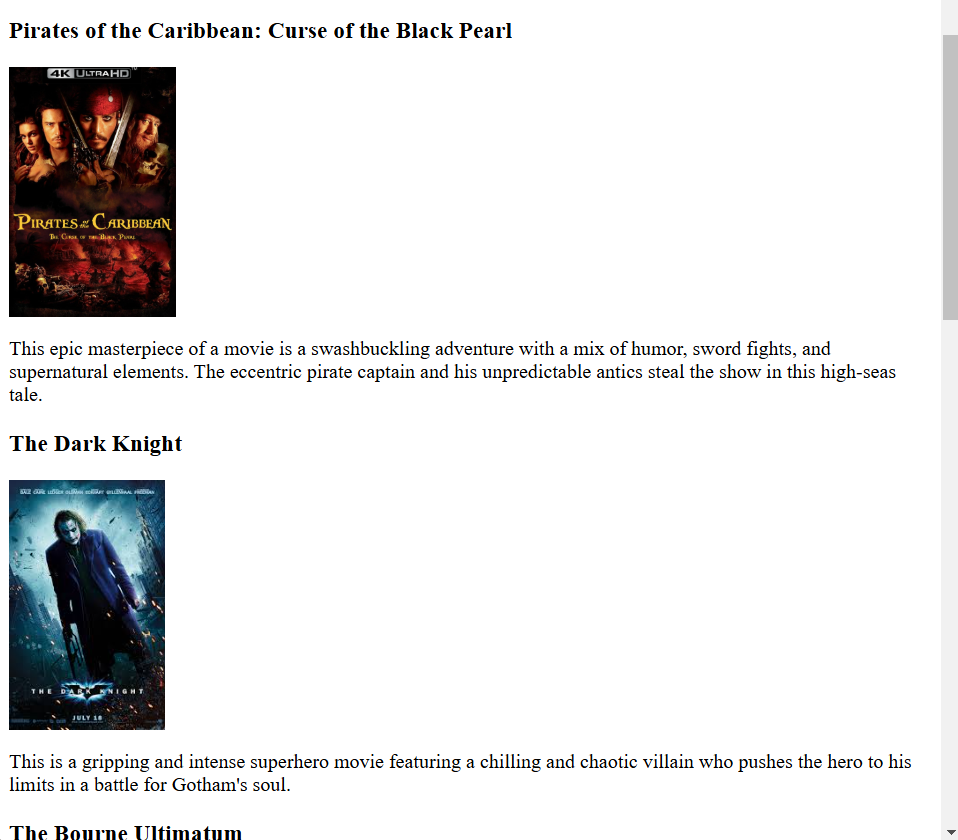 Pirates of the Caribbean: Curse of the Black Pearl
4K ULTRA HD
PIRATES of the CARIBBEAN
THE CURSE OF THE BLACK PEARL
This epic masterpiece of a movie is a swashbuckling adventure with a mix of humor, sword fights, and
supernatural elements. The eccentric pirate captain and his unpredictable antics steal the show in this high-seas
tale.
The Dark Knight
THE DARK KNIGHT
JULY 18
This is a gripping and intense superhero movie featuring a chilling and chaotic villain who pushes the hero to his
limits in a battle for Gotham's soul.
The Bourne Ultimatum